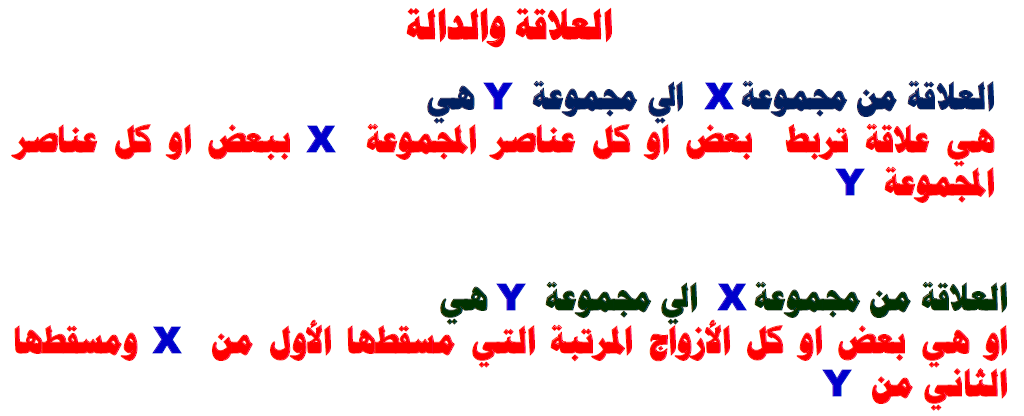 العلاقة والدالة
العلاقة من مجموعة X الي مجموعة Y هي
هي علاقة تربط بعض او كل عناصر المجموعة X ببعض او كل عناصر
المجموعة Y
العلاقة من مجموعة X الي مجموعة Y هي
او هي بعض او كل الأزواج المرتبة التي مسقطها الأول من X ومسقطها
الثاني من Y